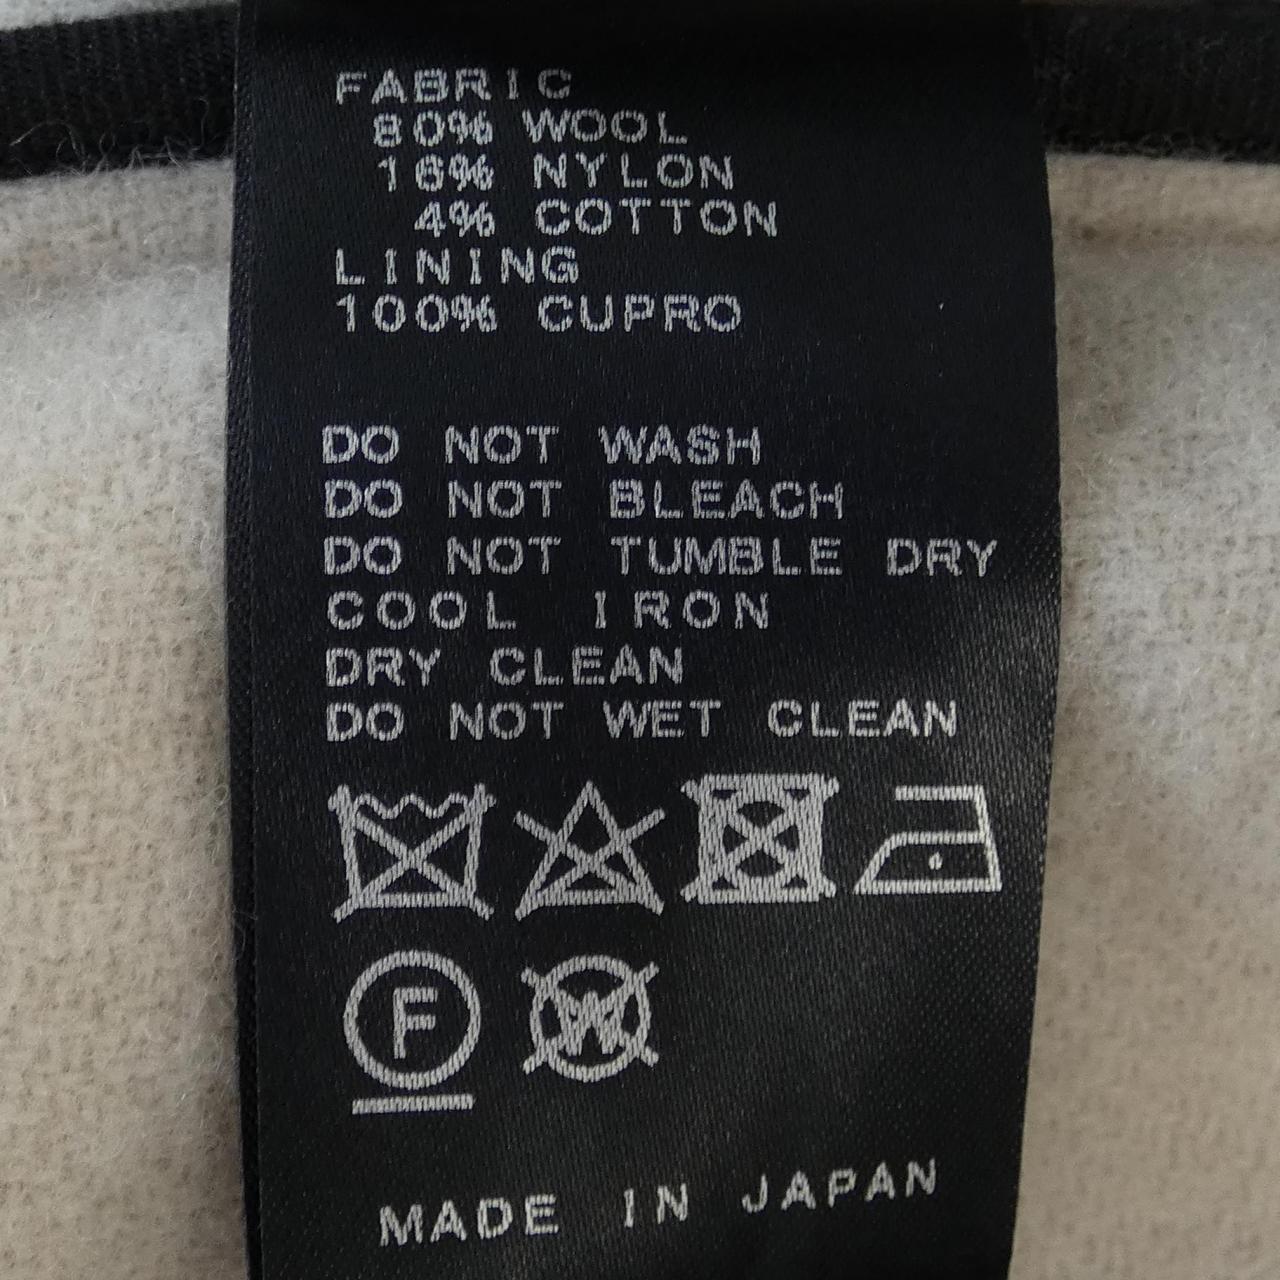 FABRIC
80% WOOL
16% NYLON
4% COTTON
LINING
100% CUPRO
DO NOT WASH
DO NOT BLEACH
DO NOT TUMBLE DRY
COOL IRON
DRY CLEAN
DO NOT WET CLEAN
F W
MADE IN JAPAN